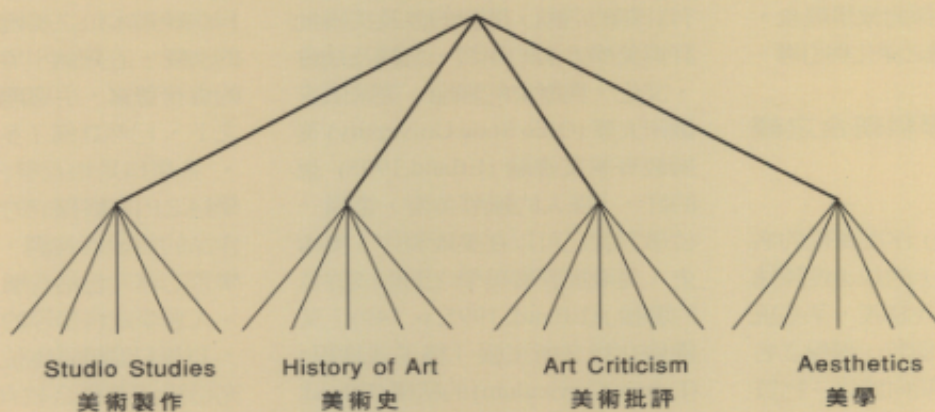 Studio Studies
美術製作
History of Art
美術史
Art Criticism
美術批評
Aesthetics
美學